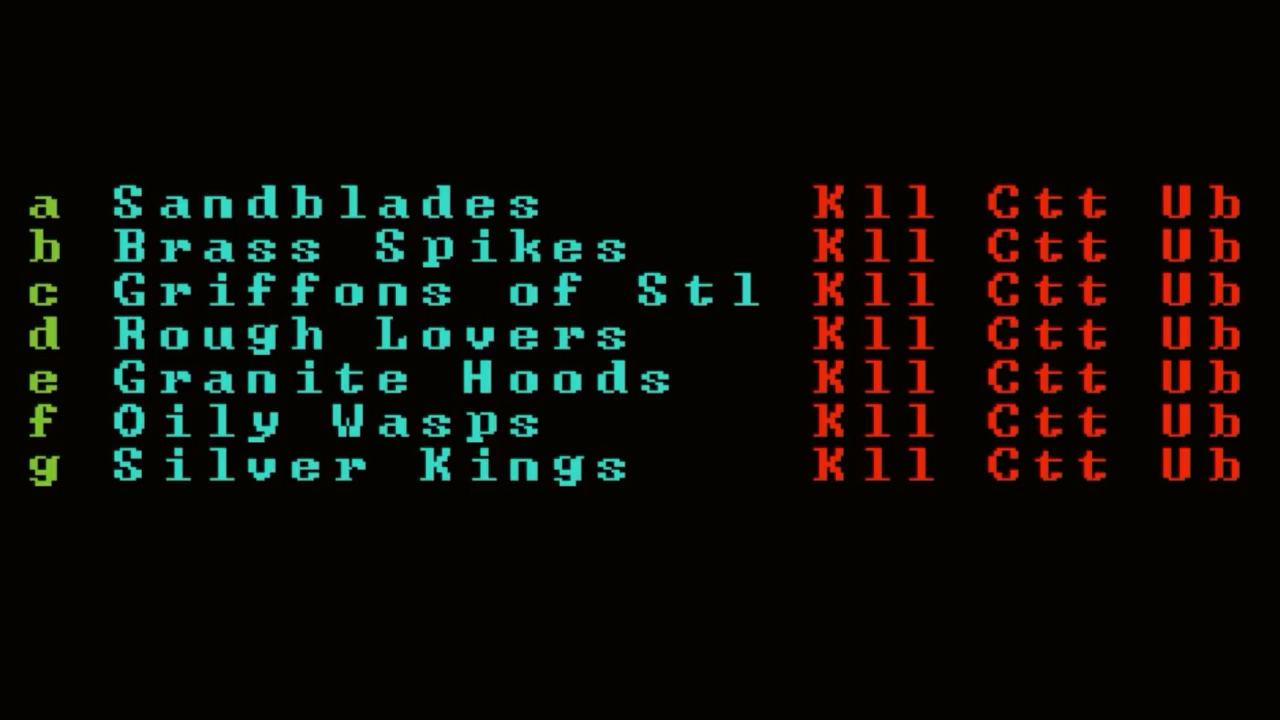 a Sandblades Kll Ctt Ub
b Brass Spikes Kll Ctt Ub
c Griffons of Stl Kll Ctt Ub
d Rough Lovers Kll Ctt Ub
e Granite Hoods Kll Ctt Ub
f Oily Wasps Kll Ctt Ub
g Silver Kings Kll Ctt Ub